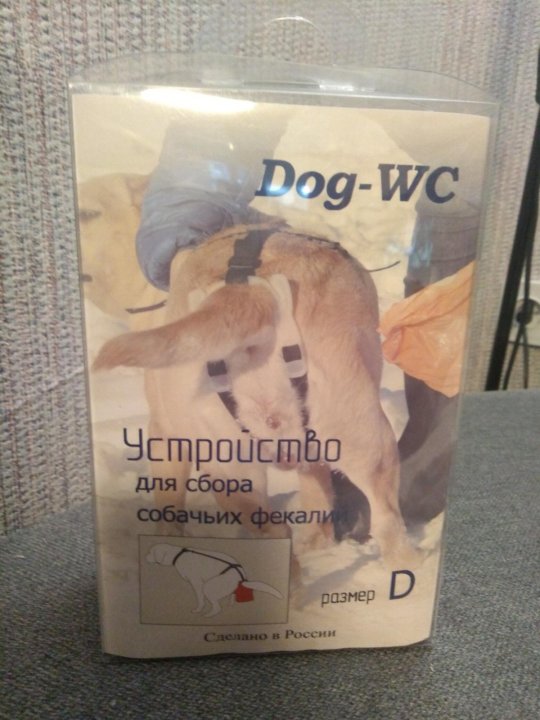 Dog-WC
Устройство
для сбора
собачьих фекалий
размер D
Сделано в России